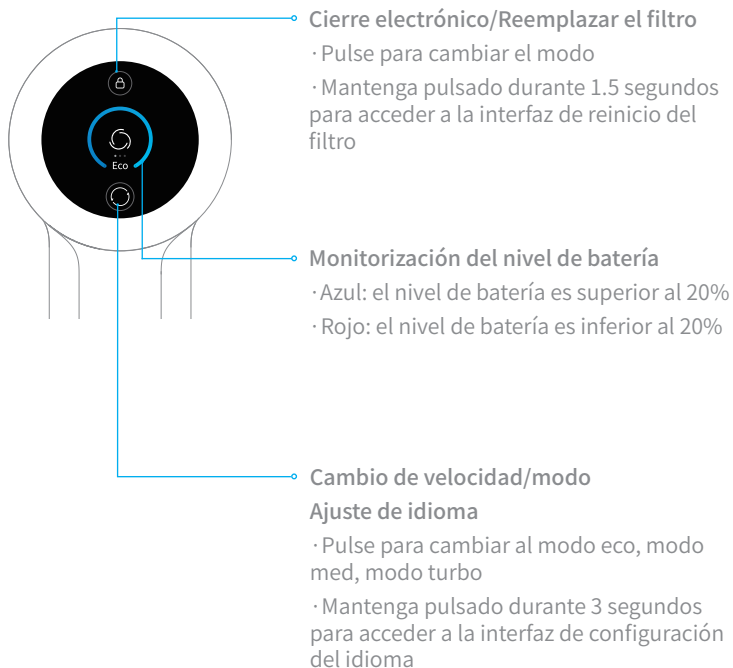 Cierre electrónico/Reemplazar el filtro
·Pulse para cambiar el modo
·Mantenga pulsado durante 1.5 segundos
para acceder a la interfaz de reinicio del
filtro
Eco
Monitorización del nivel de batería
·Azul: el nivel de batería es superior al 20%
·Rojo: el nivel de batería es inferior al 20%
Cambio de velocidad/modo
Ajuste de idioma
·Pulse para cambiar al modo eco, modo
med, modo turbo
·Mantenga pulsado durante 3 segundos
para acceder a la interfaz de configuración
del idioma